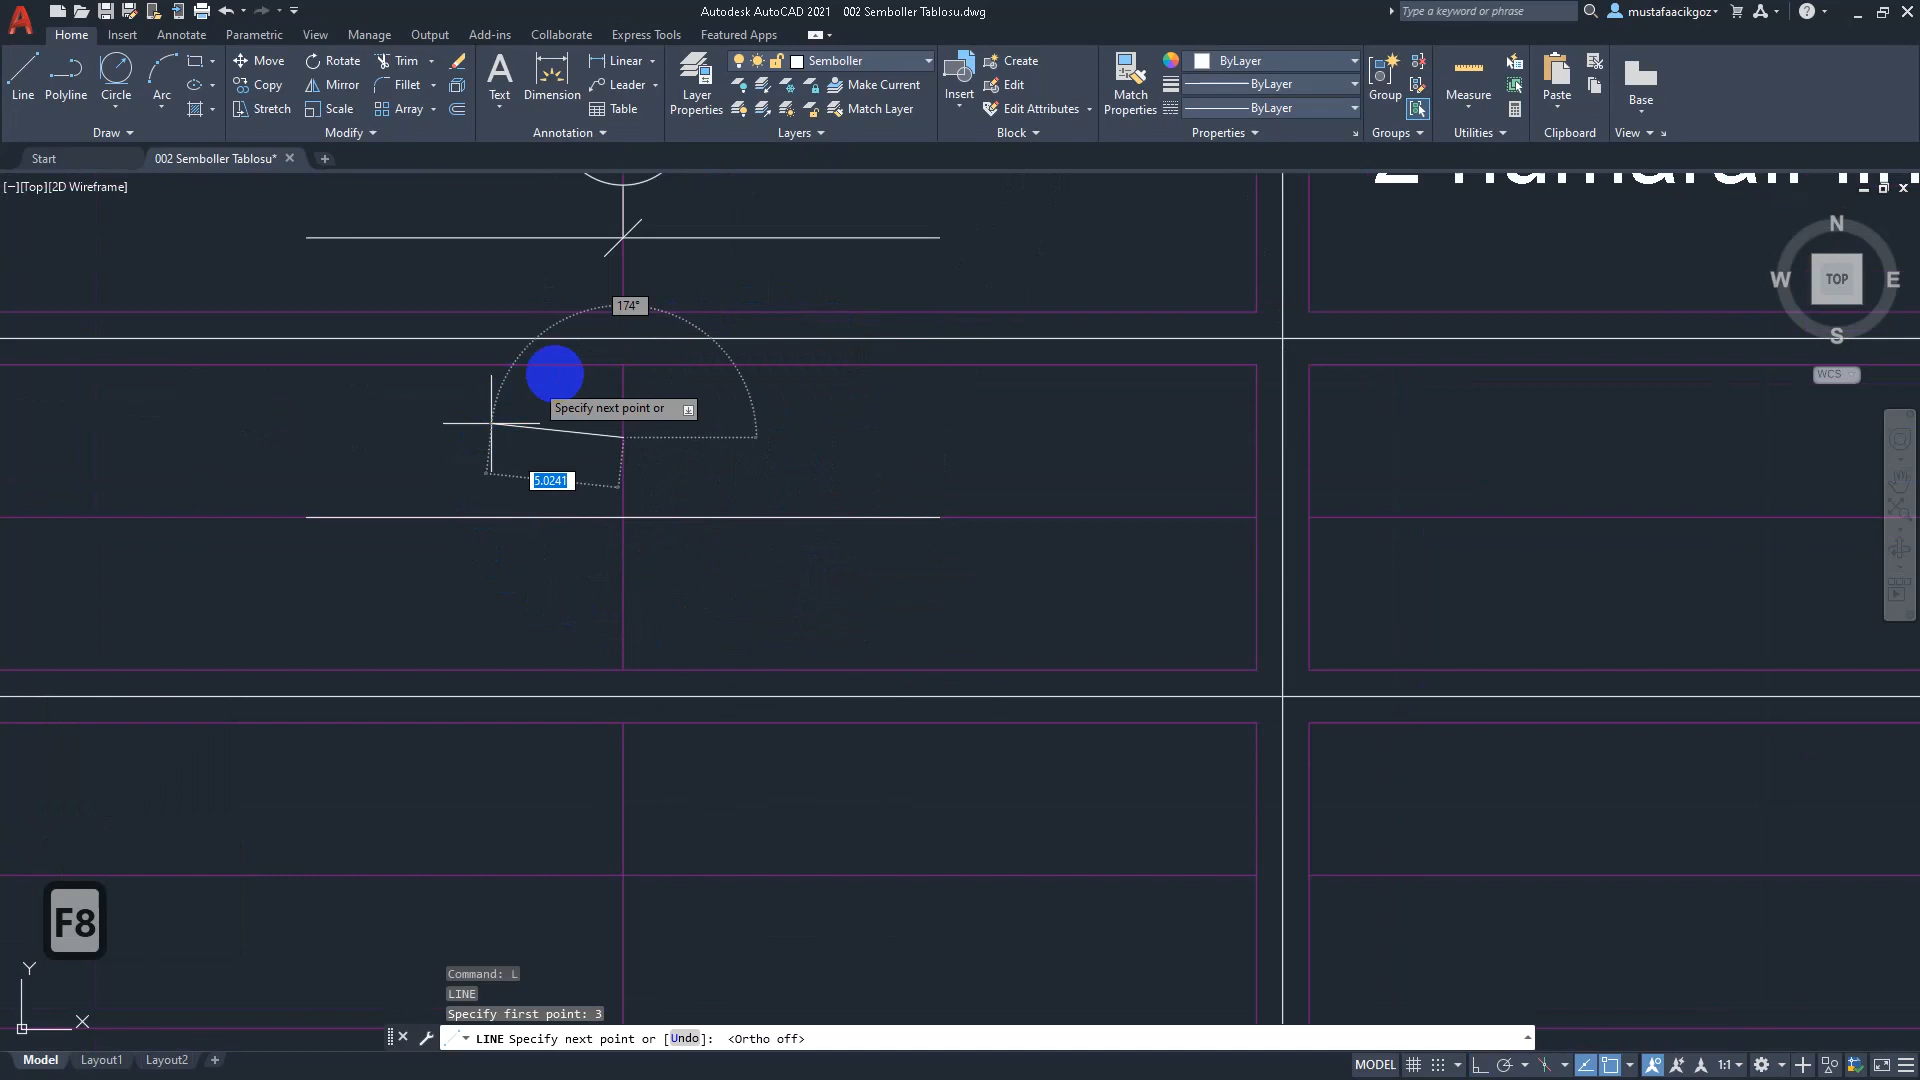 Autodesk AutoCAD 2021 002 Semboller Tablosu.dwg
Type a keyword or phrase
mustafaacikgoz
Home Insert Annotate Parametric View Manage Output Add-ins Collaborate Express Tools Featured Apps
Line Polyline Circle Arc
Move Rotate Trim
Copy Mirror Fillet
Stretch Scale Array
Text Dimension
Linear
Leader
Table
Layer Properties
Semboller
Make Current
Match Layer
Insert
Create
Edit
Edit Attributes
Match Properties
ByLayer
ByLayer
ByLayer
Group
Measure
Paste
Base
Draw Modify Annotation Layers Block Properties Groups Utilities Clipboard View
Start 002 Semboller Tablosu*
[−][Top][2D Wireframe]
N
W TOP E
S
WCS
174°
Specify next point or
5.0241
F8
Y
X
Command: L
LINE
Specify first point: 3
LINE Specify next point or [Undo]: <Ortho off>
Model Layout1 Layout2
MODEL 1:1